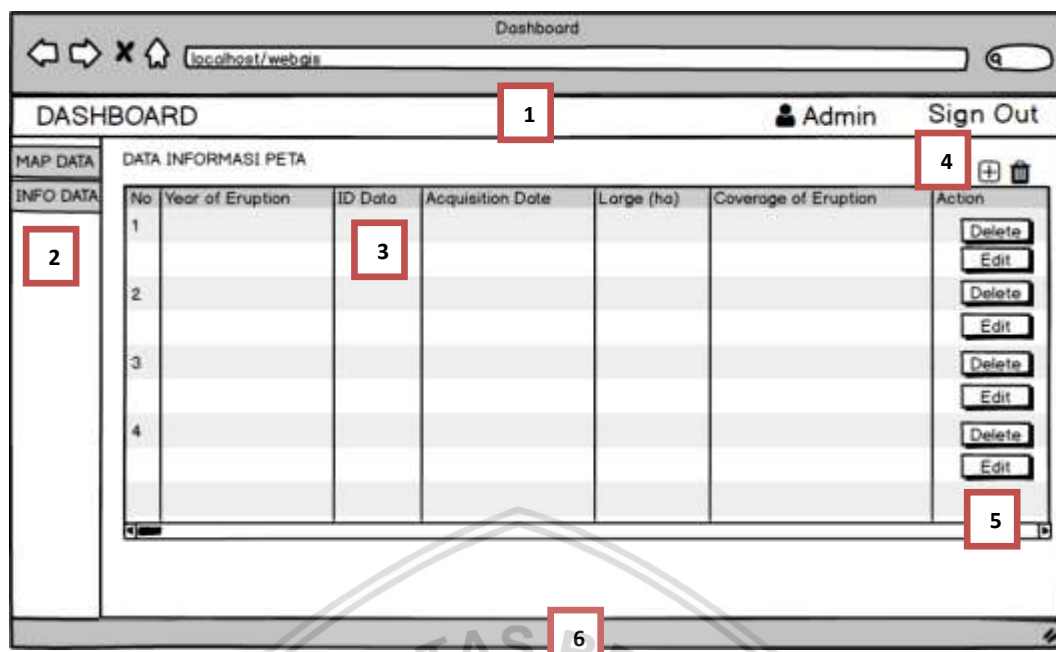 Dashboard
localhost/webgis
DASHBOARD 1 Admin Sign Out
MAP DATA
INFO DATA
2
DATA INFORMASI PETA 4
No Year of Eruption ID Data Acquisition Date Large (ha) Coverage of Eruption Action
1 3 Delete
Edit
2 Delete
Edit
3 Delete
Edit
4 Delete
Edit
5
6